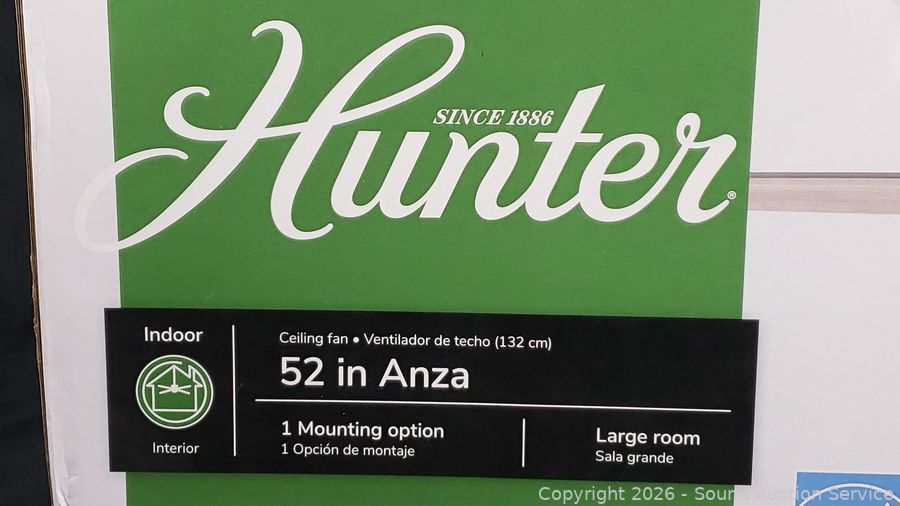 SINCE 1886
Hunter®
Indoor
Interior
Ceiling fan • Ventilador de techo (132 cm)
52 in Anza
1 Mounting option
1 Opción de montaje
Large room
Sala grande
Copyright 2026 - Sound Auction Service